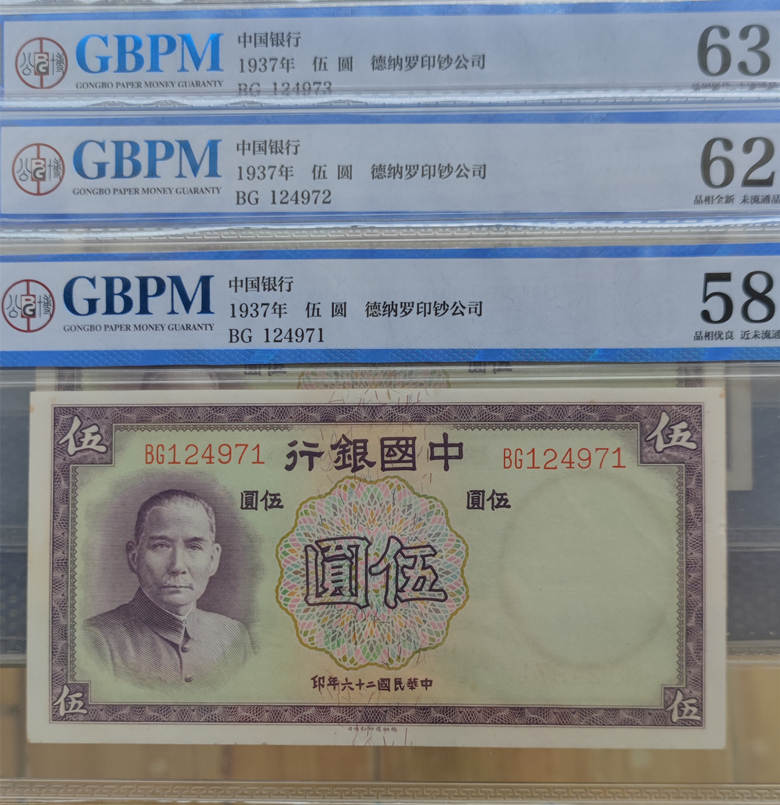 GBPM
GONGBO PAPER MONEY GUARANTY
中国银行
1937年 伍 圆 德纳罗印钞公司
BG 124973
63
GBPM
GONGBO PAPER MONEY GUARANTY
中国银行
1937年 伍 圆 德纳罗印钞公司
BG 124972
62
品相全新 未流通品
GBPM
GONGBO PAPER MONEY GUARANTY
中国银行
1937年 伍 圆 德纳罗印钞公司
BG 124971
58
品相优良 近未流通
伍
伍
BG124971
行銀國中
BG124971
圓伍
伍圓
圓伍
印年六十二國民華中
伍
伍